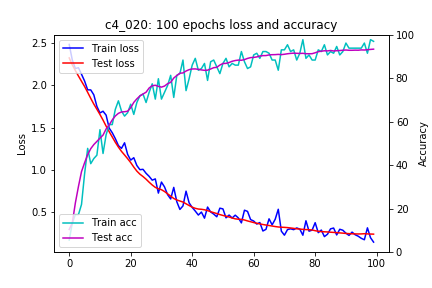 c4_020: 100 epochs loss and accuracy
Train loss
Test loss
Train acc
Test acc
Loss
2.5
2.0
1.5
1.0
0.5
Accuracy
100
80
60
40
20
0
0
20
40
60
80
100